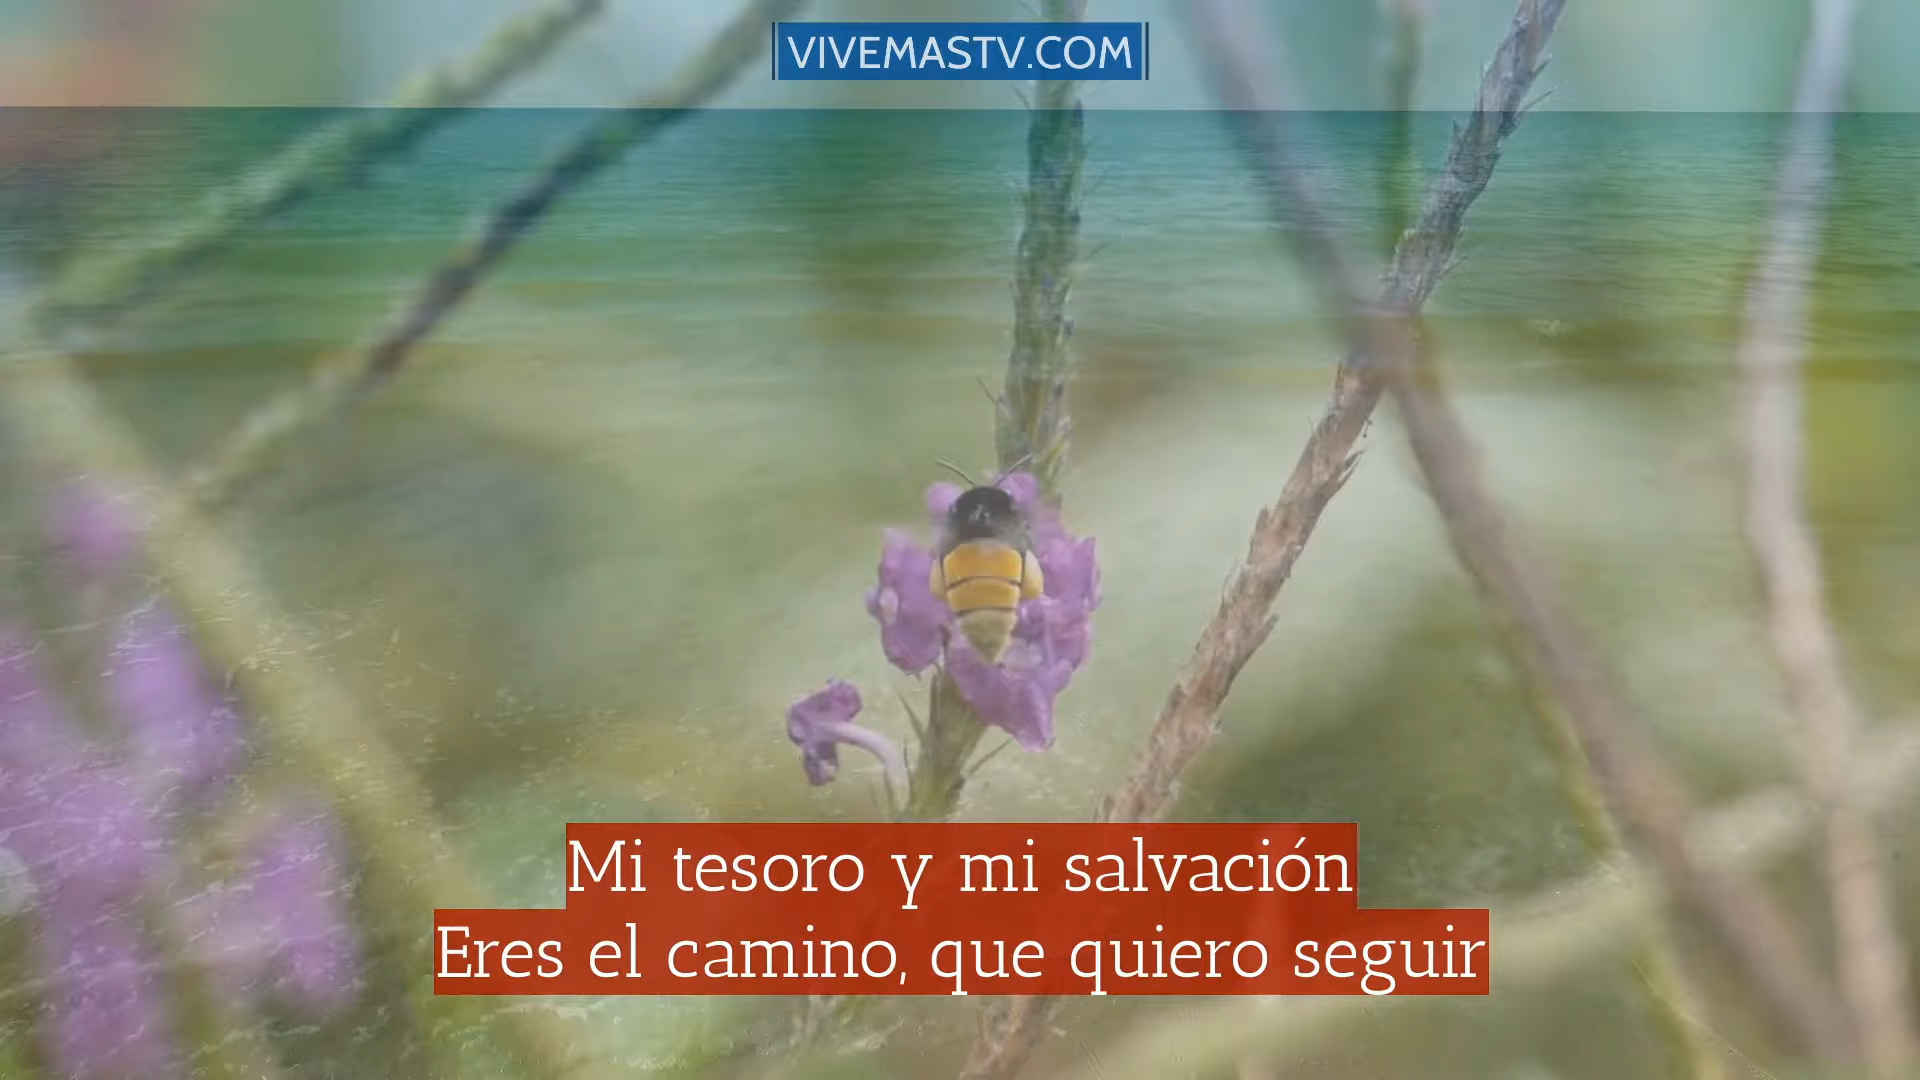 VIVEMASTV.COM
Mi tesoro y mi salvación
Eres el camino, que quiero seguir